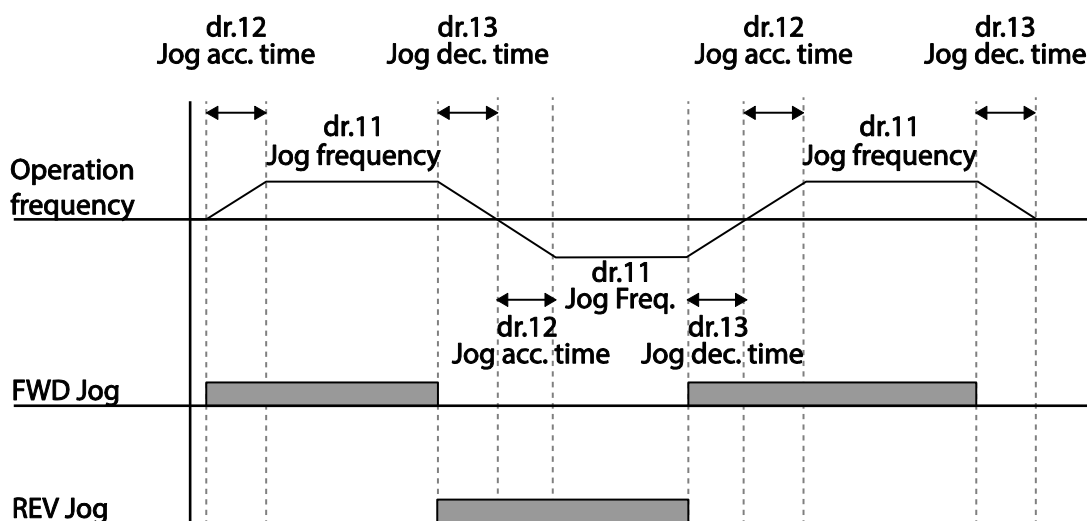 dr.12
Jog acc. time
dr.13
Jog dec. time
dr.12
Jog acc. time
dr.13
Jog dec. time
dr.11
Jog frequency
dr.11
Jog frequency
Operation
frequency
dr.11
Jog Freq.
dr.12
Jog acc. time
dr.13
Jog dec. time
FWD Jog
REV Jog